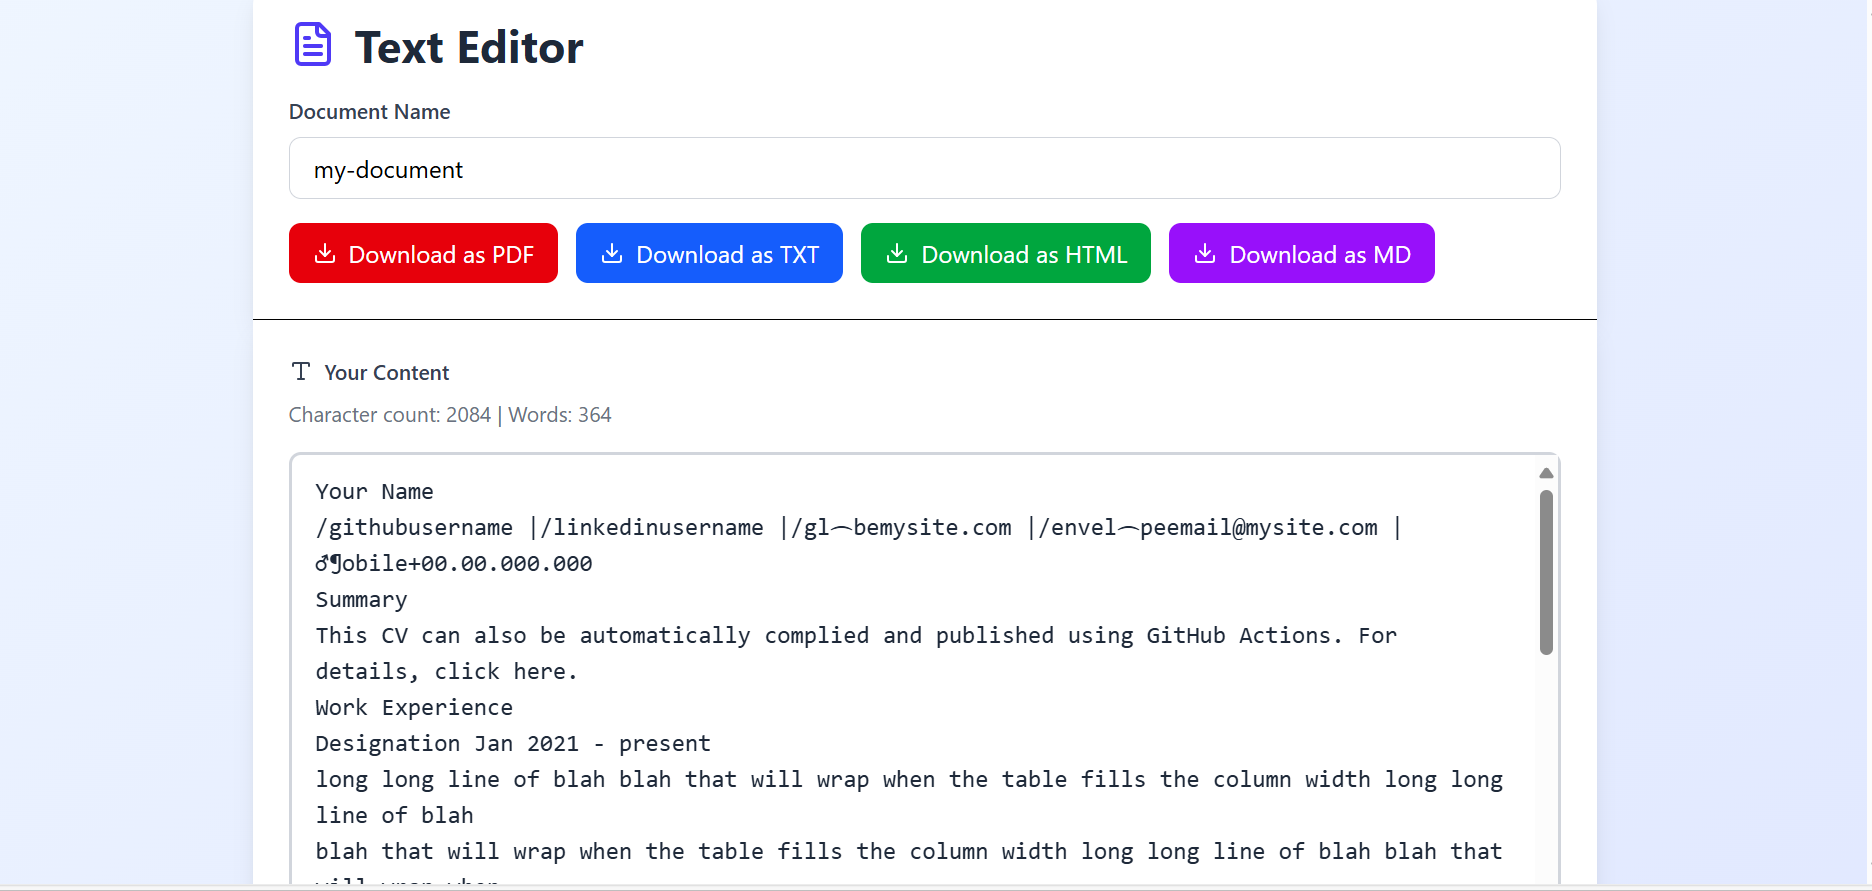 Text Editor
Document Name
my-document
Download as PDF
Download as TXT
Download as HTML
Download as MD
Your Content
Character count: 2084 | Words: 364
Your Name
/githubusername |/linkedinusername |/gl⌢bemysite.com |/envel⌢peemail@mysite.com |
♂¶obile+00.00.000.000
Summary
This CV can also be automatically complied and published using GitHub Actions. For
details, click here.
Work Experience
Designation Jan 2021 - present
long long line of blah blah that will wrap when the table fills the column width long long
line of blah
blah that will wrap when the table fills the column width long long line of blah blah that
will wrap when